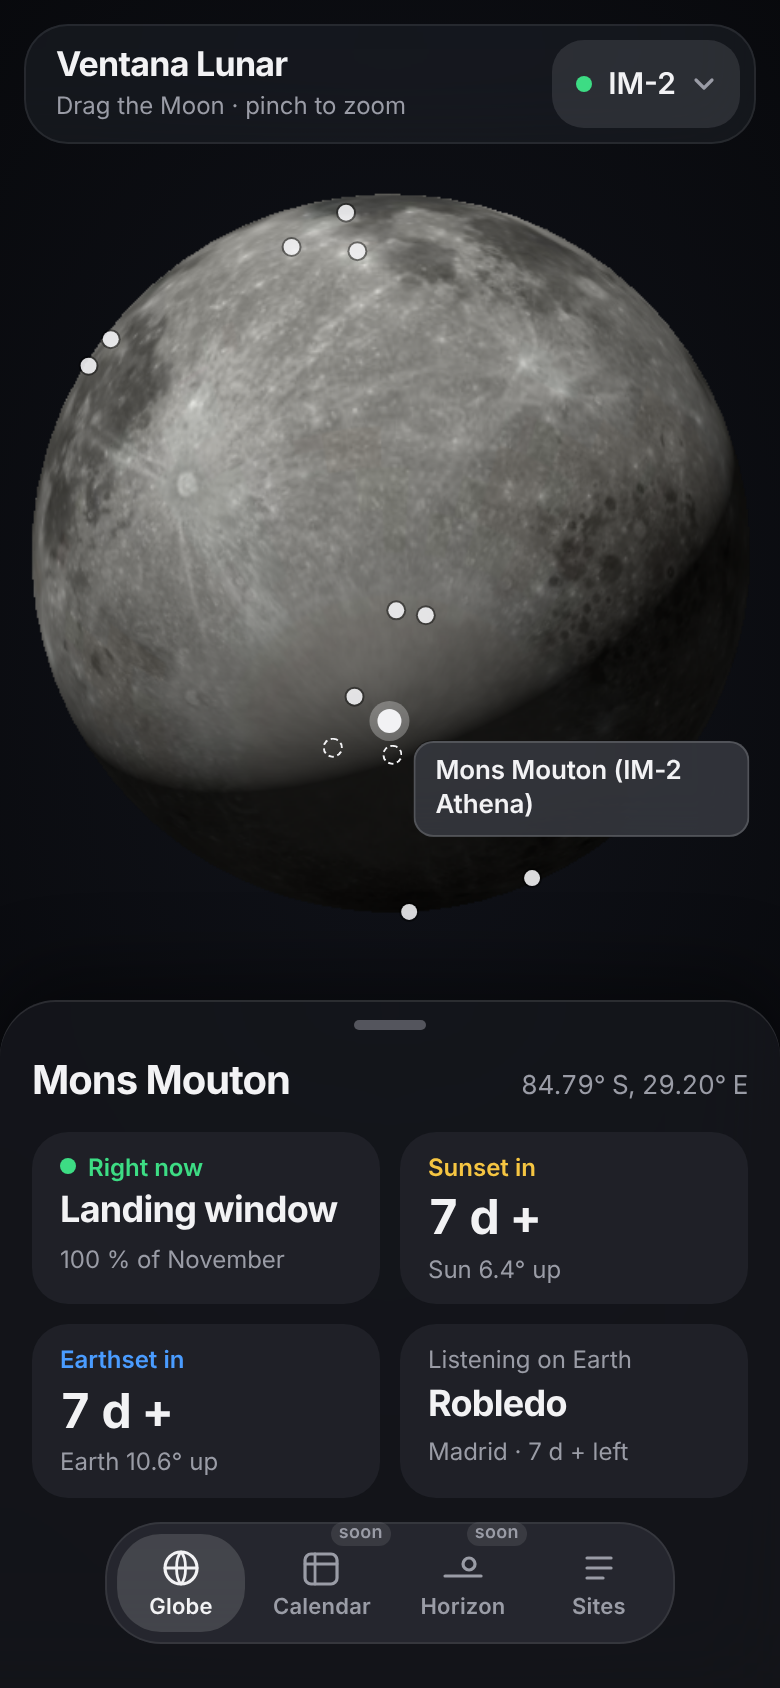 Ventana Lunar
Drag the Moon · pinch to zoom
IM-2
Mons Mouton (IM-2
Athena)
Mons Mouton
84.79° S, 29.20° E
Right now
Landing window
100 % of November
Sunset in
7 d +
Sun 6.4° up
Earthset in
7 d +
Earth 10.6° up
Listening on Earth
Robledo
Madrid · 7 d + left
Globe
soon
Calendar
soon
Horizon
Sites